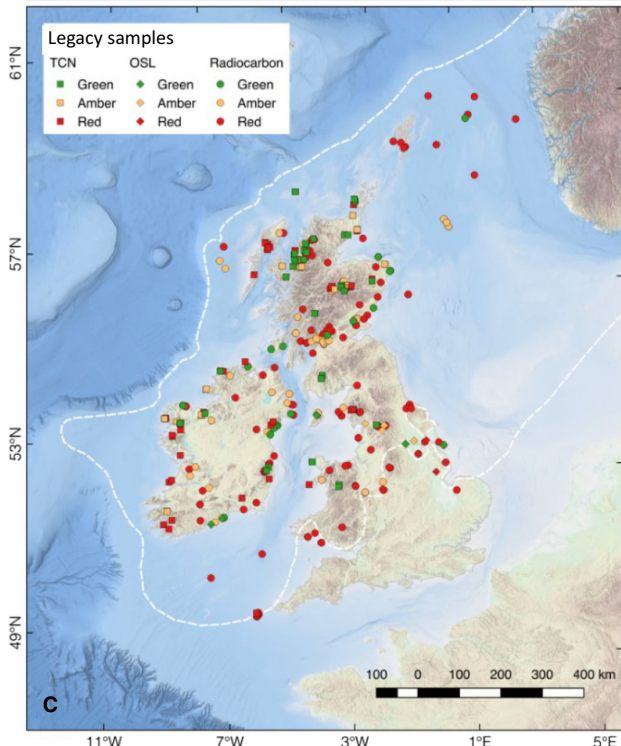 Legacy samples
TCN OSL Radiocarbon
Green Green Green
Amber Amber Amber
Red Red Red
61°N
57°N
53°N
49°N
C
100 0 100 200 300 400 km
11°W 7°W 3°W 1°E 5°E